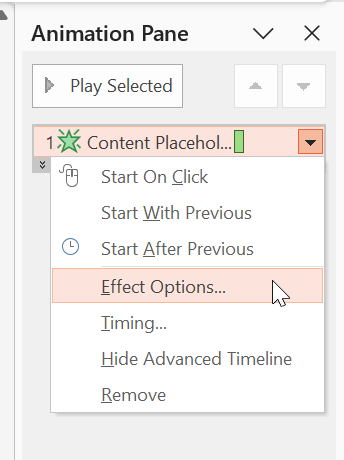 Animation Pane
Play Selected
1 Content Placehol...
Start On Click
Start With Previous
Start After Previous
Effect Options...
Timing...
Hide Advanced Timeline
Remove